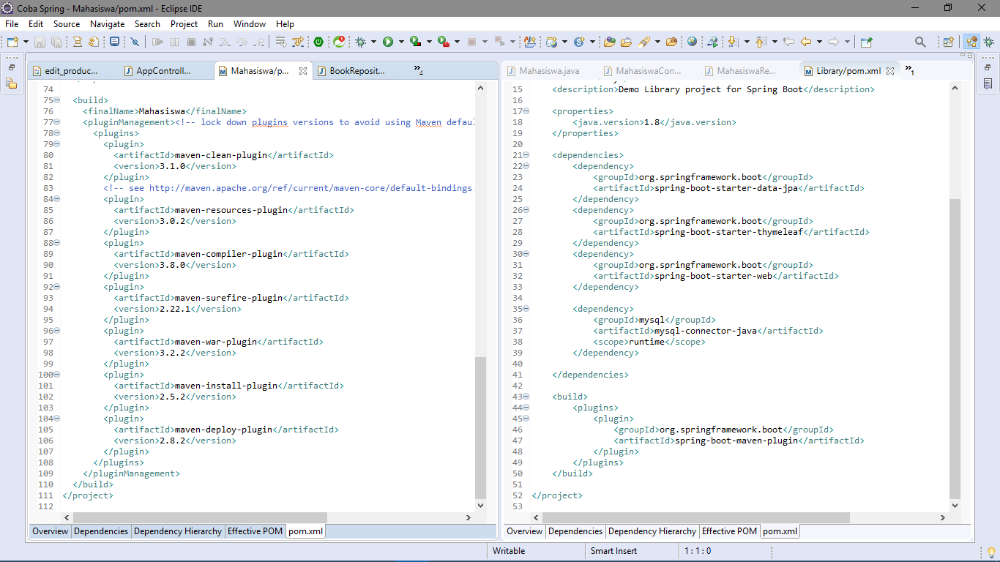 Coba Spring - Mahasiswa/pom.xml - Eclipse IDE
File Edit Source Navigate Search Project Run Window Help
edit_produc... AppControll... Mahasiswa/p... BookReposit... »4
74
75 <build>
76 <finalName>Mahasiswa</finalName>
77 <pluginManagement><!-- lock down plugins versions to avoid using Maven defau
78 <plugins>
79 <plugin>
80 <artifactId>maven-clean-plugin</artifactId>
81 <version>3.1.0</version>
82 </plugin>
83 <!-- see http://maven.apache.org/ref/current/maven-core/default-bindings.
84 <plugin>
85 <artifactId>maven-resources-plugin</artifactId>
86 <version>3.0.2</version>
87 </plugin>
88 <plugin>
89 <artifactId>maven-compiler-plugin</artifactId>
90 <version>3.8.0</version>
91 </plugin>
92 <plugin>
93 <artifactId>maven-surefire-plugin</artifactId>
94 <version>2.22.1</version>
95 </plugin>
96 <plugin>
97 <artifactId>maven-war-plugin</artifactId>
98 <version>3.2.2</version>
99 </plugin>
100 <plugin>
101 <artifactId>maven-install-plugin</artifactId>
102 <version>2.5.2</version>
103 </plugin>
104 <plugin>
105 <artifactId>maven-deploy-plugin</artifactId>
106 <version>2.8.2</version>
107 </plugin>
108 </plugins>
109 </pluginManagement>
110 </build>
111 </project>
112
Overview Dependencies Dependency Hierarchy Effective POM pom.xml
Mahasiswa.java MahasiswaCon... MahasiswaRe... Library/pom.xml »1
15 <description>Demo Library project for Spring Boot</description>
16
17 <properties>
18 <java.version>1.8</java.version>
19 </properties>
20
21 <dependencies>
22 <dependency>
23 <groupId>org.springframework.boot</groupId>
24 <artifactId>spring-boot-starter-data-jpa</artifactId>
25 </dependency>
26 <dependency>
27 <groupId>org.springframework.boot</groupId>
28 <artifactId>spring-boot-starter-thymeleaf</artifactId>
29 </dependency>
30 <dependency>
31 <groupId>org.springframework.boot</groupId>
32 <artifactId>spring-boot-starter-web</artifactId>
33 </dependency>
34
35 <dependency>
36 <groupId>mysql</groupId>
37 <artifactId>mysql-connector-java</artifactId>
38 <scope>runtime</scope>
39 </dependency>
40
41 </dependencies>
42
43 <build>
44 <plugins>
45 <plugin>
46 <groupId>org.springframework.boot</groupId>
47 <artifactId>spring-boot-maven-plugin</artifactId>
48 </plugin>
49 </plugins>
50 </build>
51
52 </project>
53
Overview Dependencies Dependency Hierarchy Effective POM pom.xml
Writable Smart Insert 1 : 1 : 0